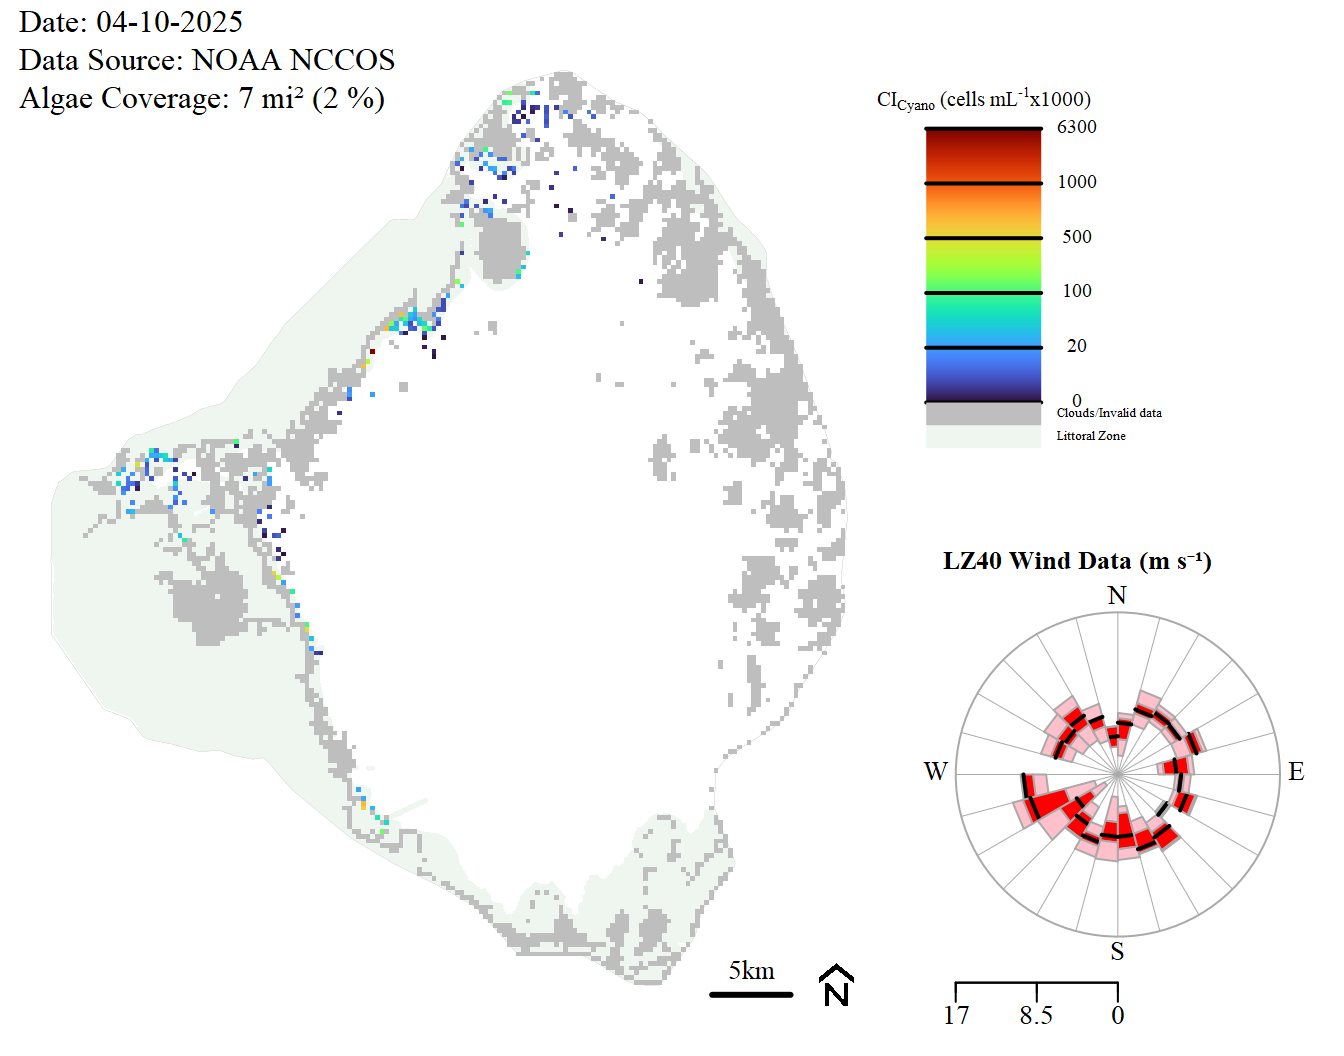 Date: 04-10-2025
Data Source: NOAA NCCOS
Algae Coverage: 7 mi² (2 %)
CI_Cyano (cells mL⁻¹x1000)
6300
1000
500
100
20
0
Clouds/Invalid data
Littoral Zone
LZ40 Wind Data (m s⁻¹)
N
W
E
S
5km
N
17 8.5 0